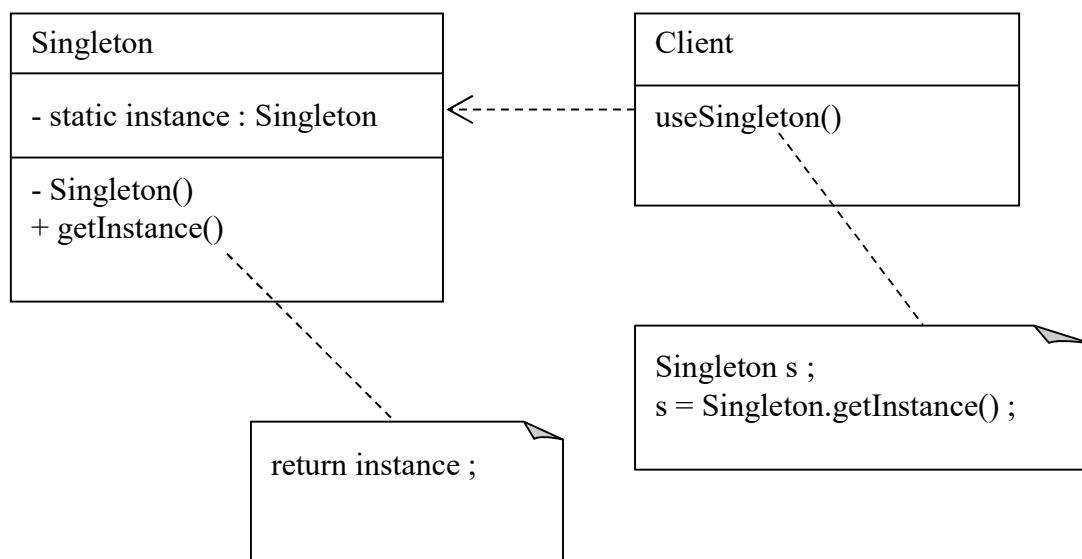 Singleton
- static instance : Singleton
- Singleton()
+ getInstance()
Client
useSingleton()
Singleton s ;
s = Singleton.getInstance() ;
return instance ;